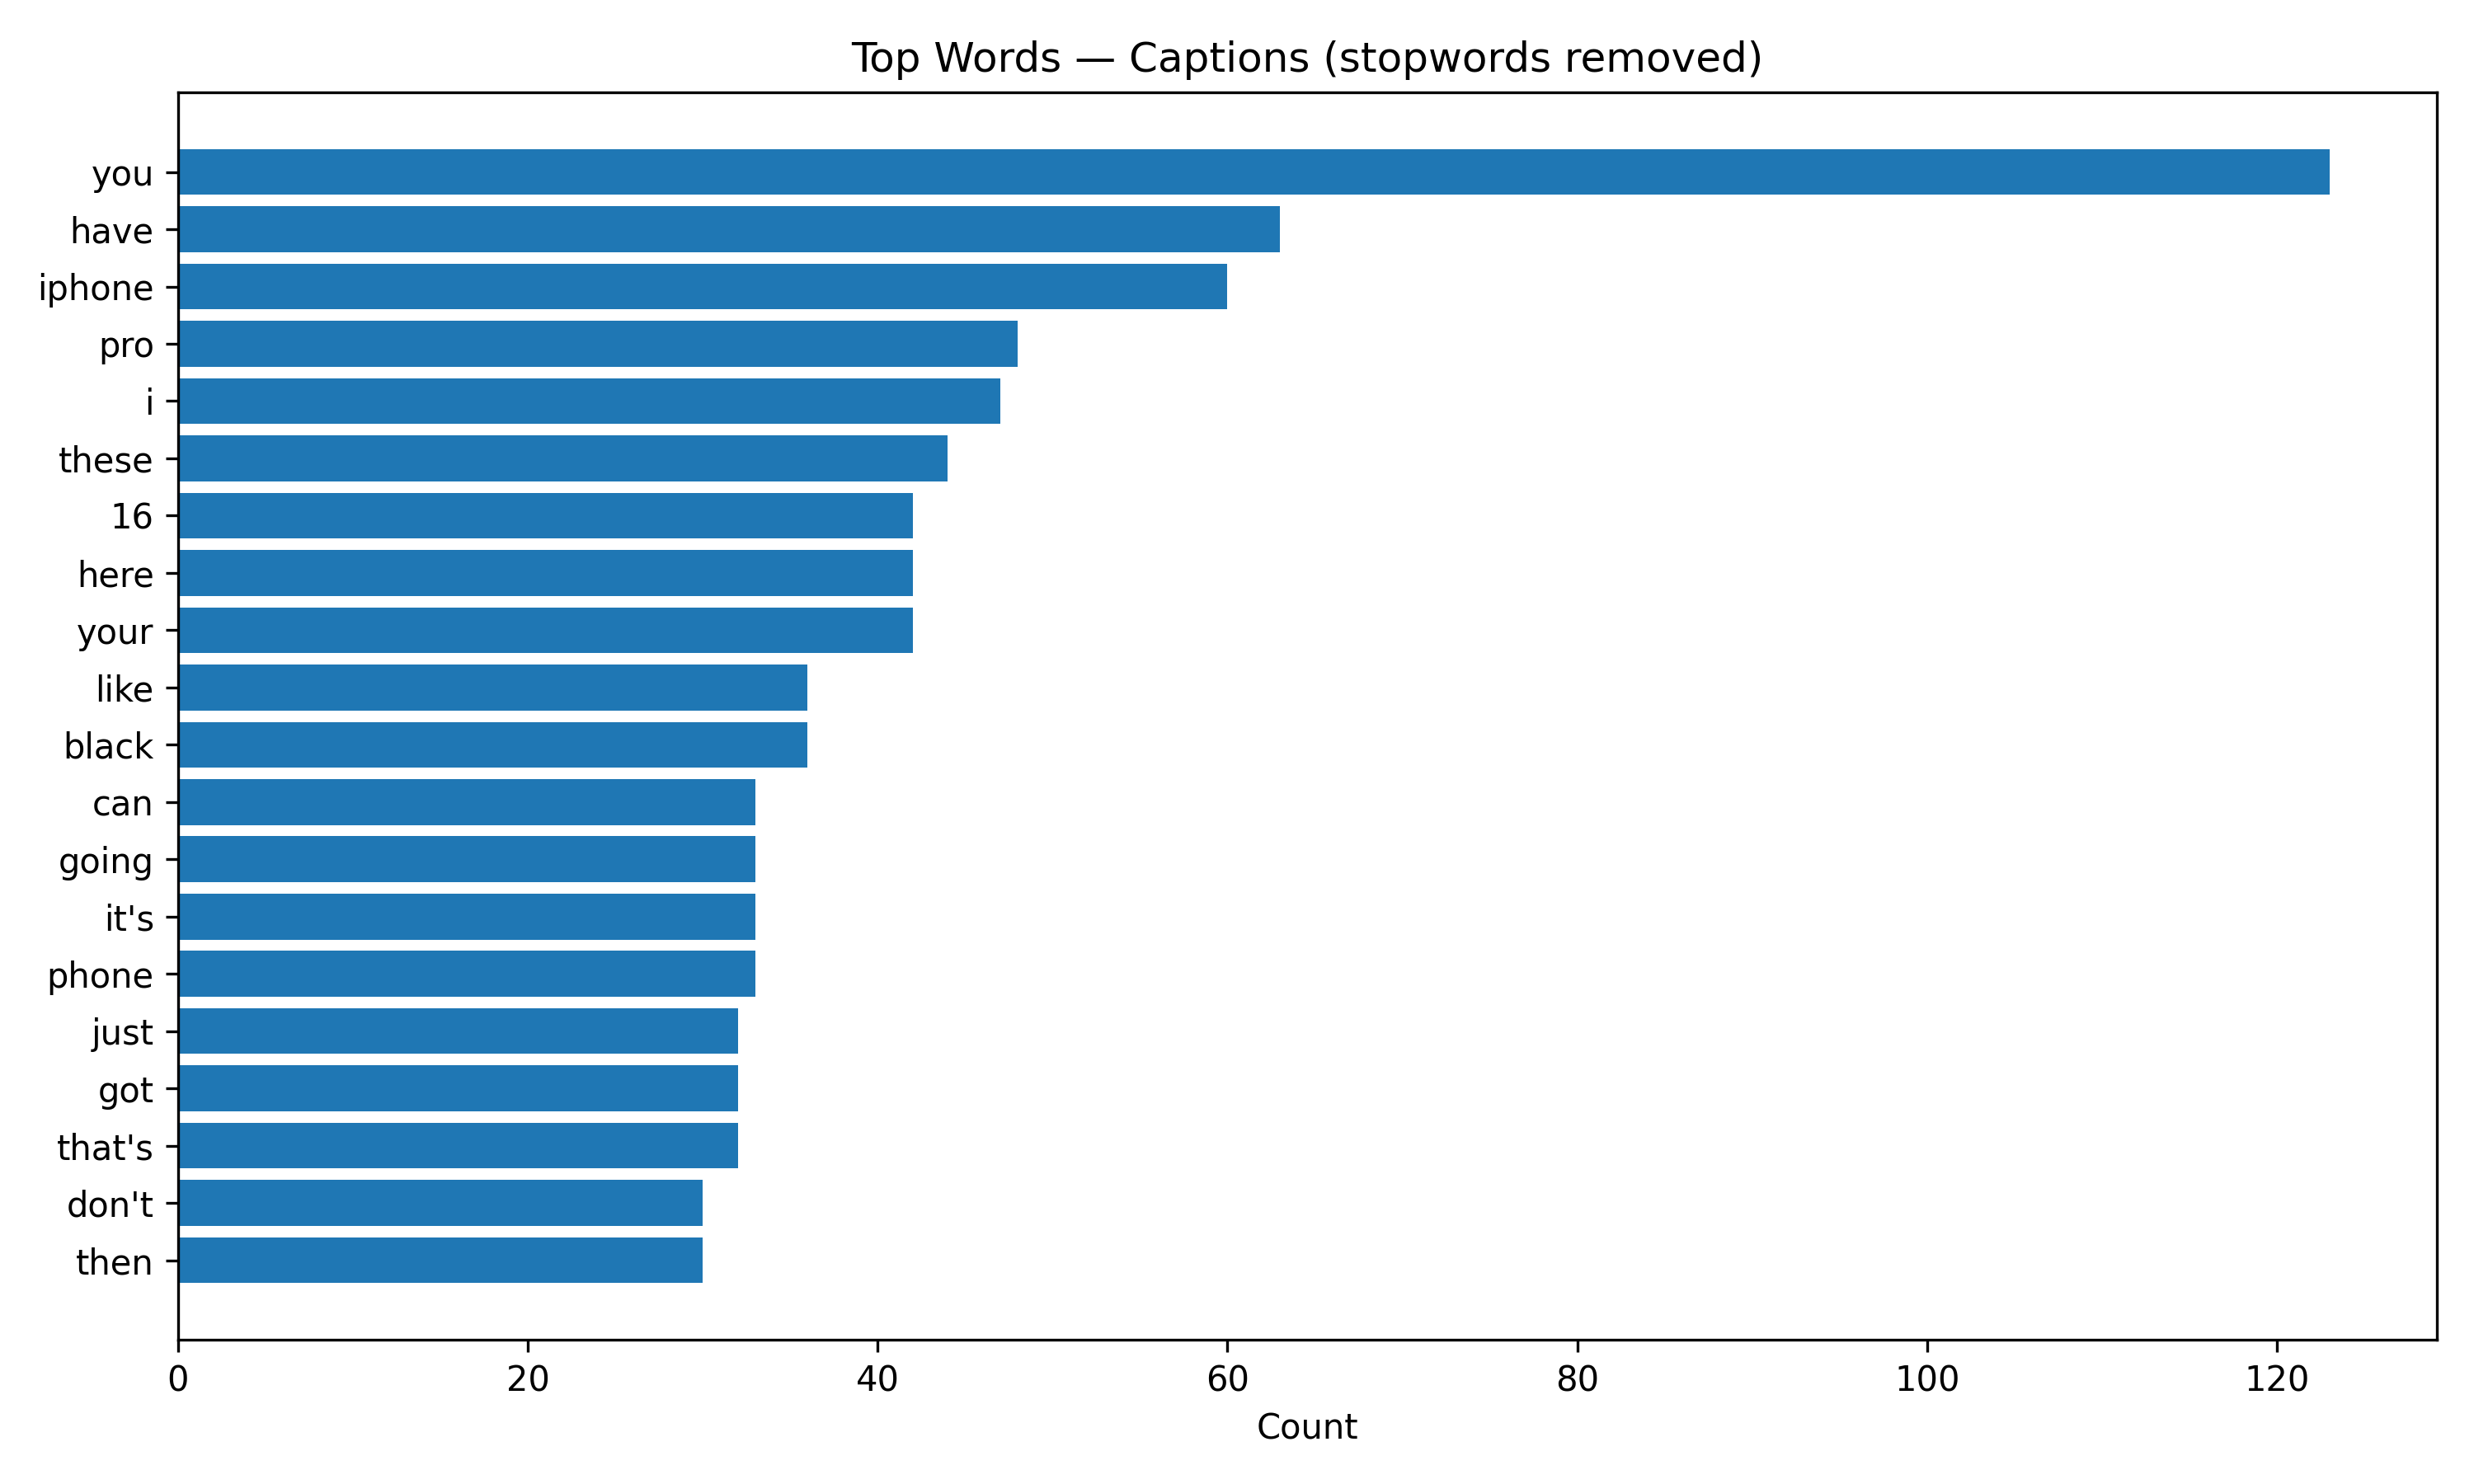 Top Words — Captions (stopwords removed)
you
have
iphone
pro
i
these
16
here
your
like
black
can
going
it's
phone
just
got
that's
don't
then
0 20 40 60 80 100 120
Count